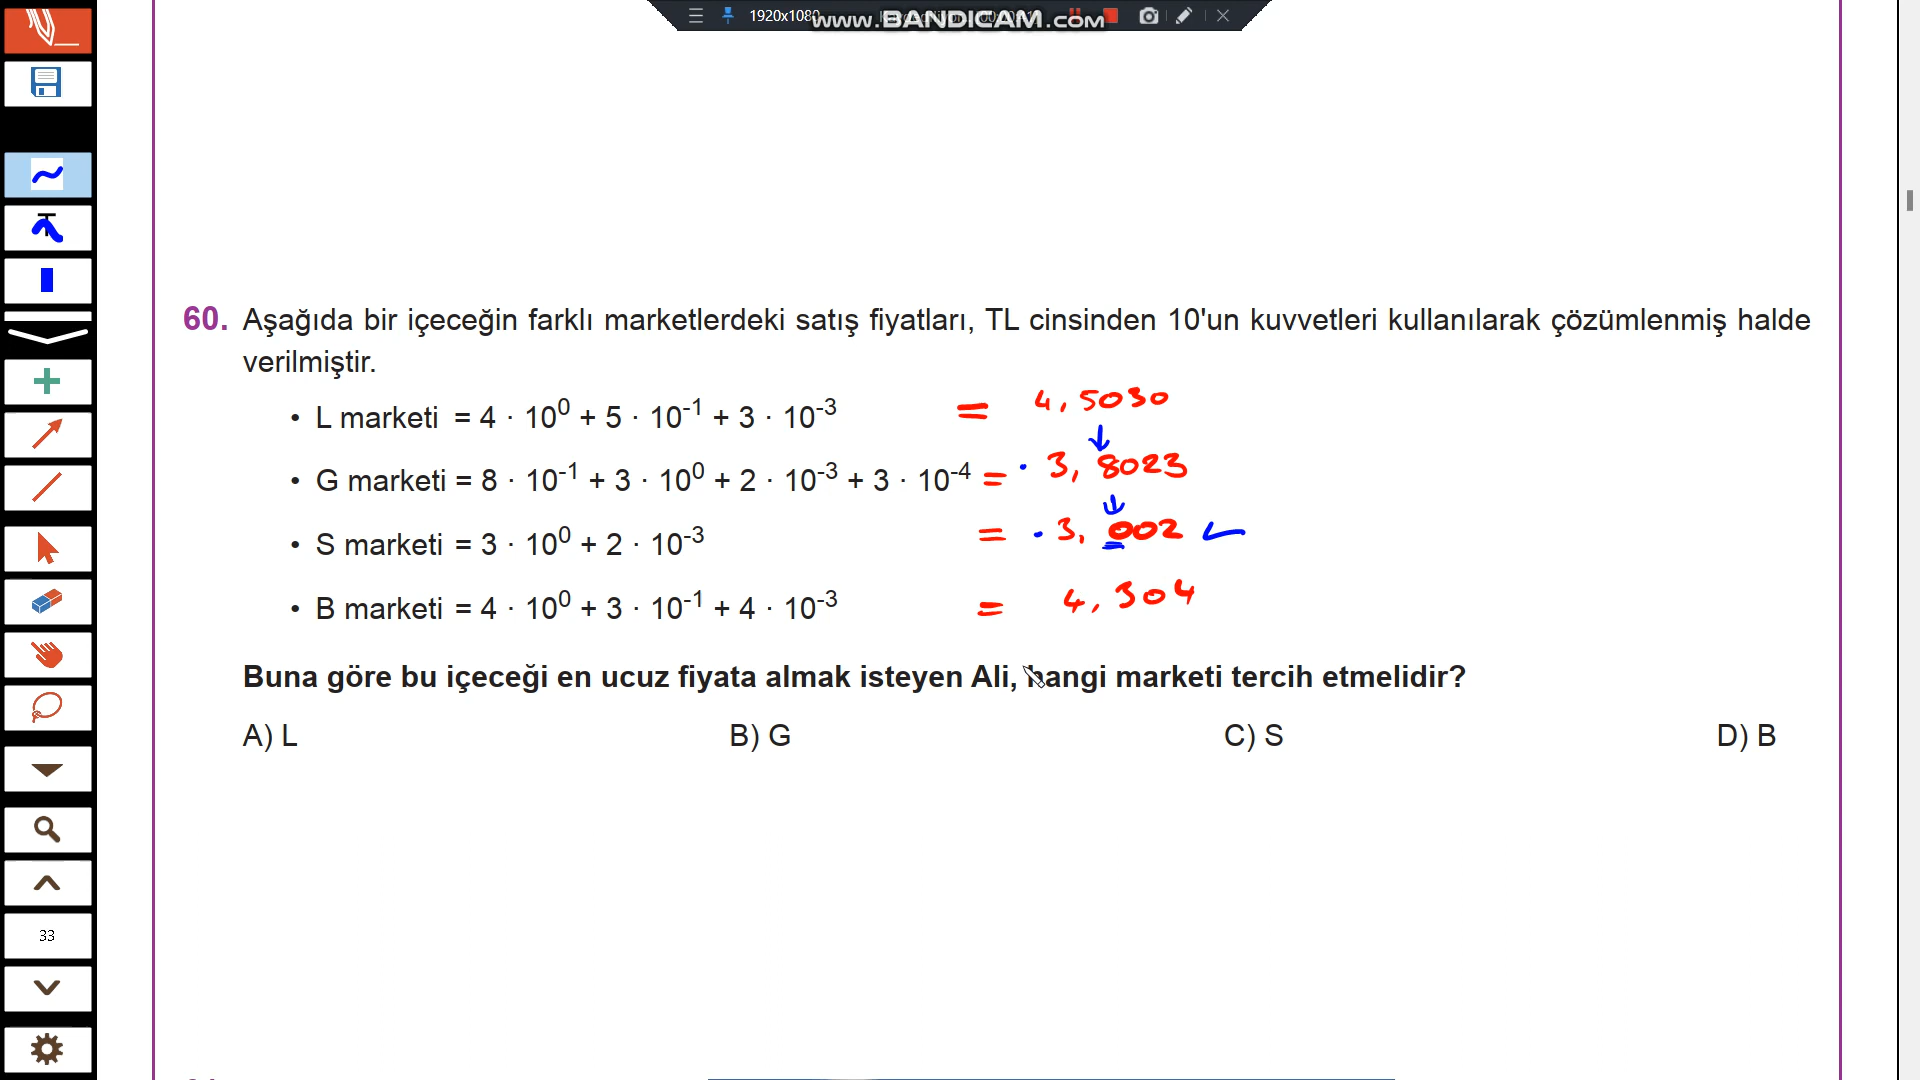 1920x1080
www.BANDICAM.com
60. Aşağıda bir içeceğin farklı marketlerdeki satış fiyatları, TL cinsinden 10'un kuvvetleri kullanılarak çözümlenmiş halde
verilmiştir.
• L marketi = 4 · 10⁰ + 5 · 10⁻¹ + 3 · 10⁻³ = 4,5030
• G marketi = 8 · 10⁻¹ + 3 · 10⁰ + 2 · 10⁻³ + 3 · 10⁻⁴ = 3,8023
• S marketi = 3 · 10⁰ + 2 · 10⁻³ = 3,002
• B marketi = 4 · 10⁰ + 3 · 10⁻¹ + 4 · 10⁻³ = 4,304
Buna göre bu içeceği en ucuz fiyata almak isteyen Ali, hangi marketi tercih etmelidir?
A) L B) G C) S D) B
33